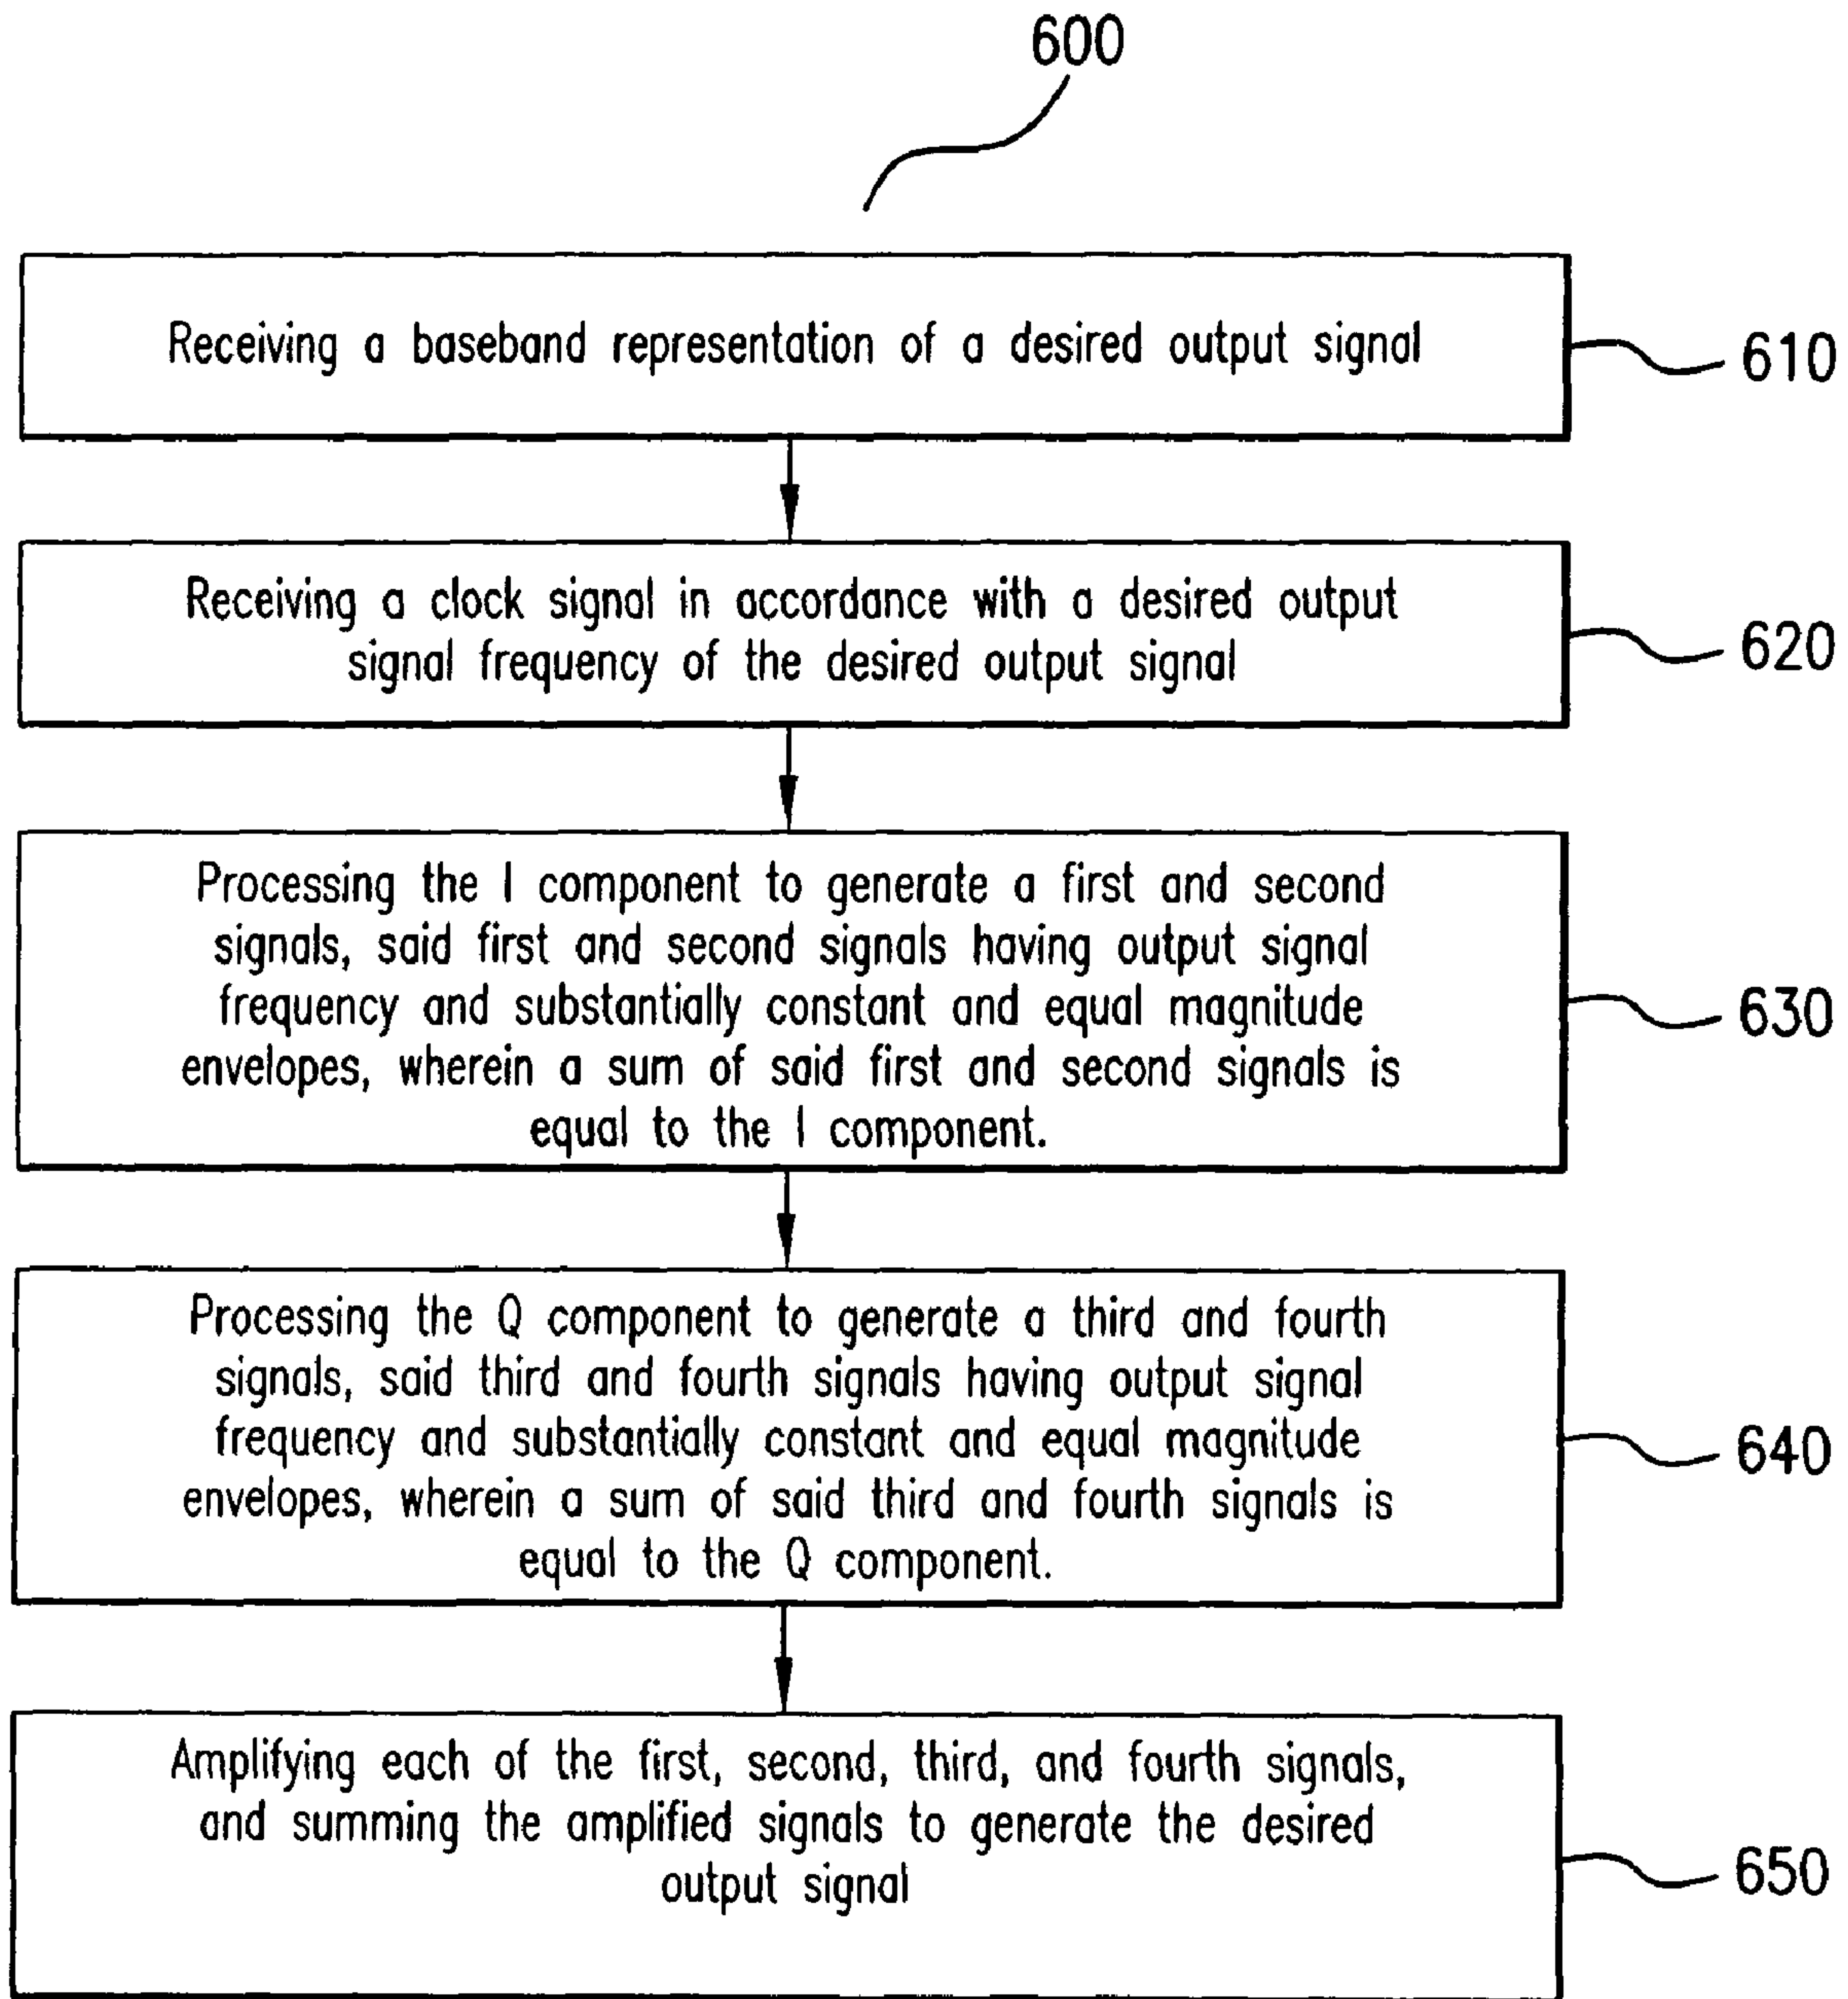 600
Receiving a baseband representation of a desired output signal
610
Receiving a clock signal in accordance with a desired output
signal frequency of the desired output signal
620
Processing the I component to generate a first and second
signals, said first and second signals having output signal
frequency and substantially constant and equal magnitude
envelopes, wherein a sum of said first and second signals is
equal to the I component.
630
Processing the Q component to generate a third and fourth
signals, said third and fourth signals having output signal
frequency and substantially constant and equal magnitude
envelopes, wherein a sum of said third and fourth signals is
equal to the Q component.
640
Amplifying each of the first, second, third, and fourth signals,
and summing the amplified signals to generate the desired
output signal
650